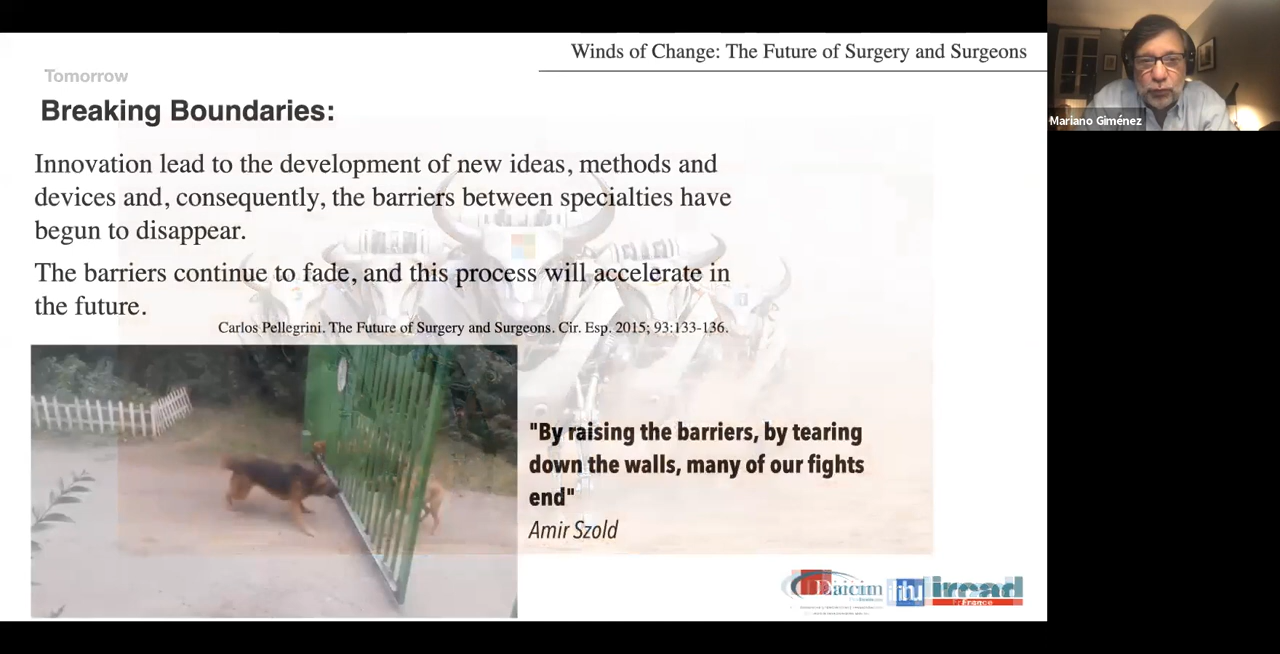 Winds of Change: The Future of Surgery and Surgeons
Mariano Giménez
Tomorrow
Breaking Boundaries:
Innovation lead to the development of new ideas, methods and
devices and, consequently, the barriers between specialties have
begun to disappear.
The barriers continue to fade, and this process will accelerate in
the future.
Carlos Pellegrini. The Future of Surgery and Surgeons. Cir. Esp. 2015; 93:133-136.
"By raising the barriers, by tearing
down the walls, many of our fights
end"
Amir Szold
Daicim
ihu
ircad
France